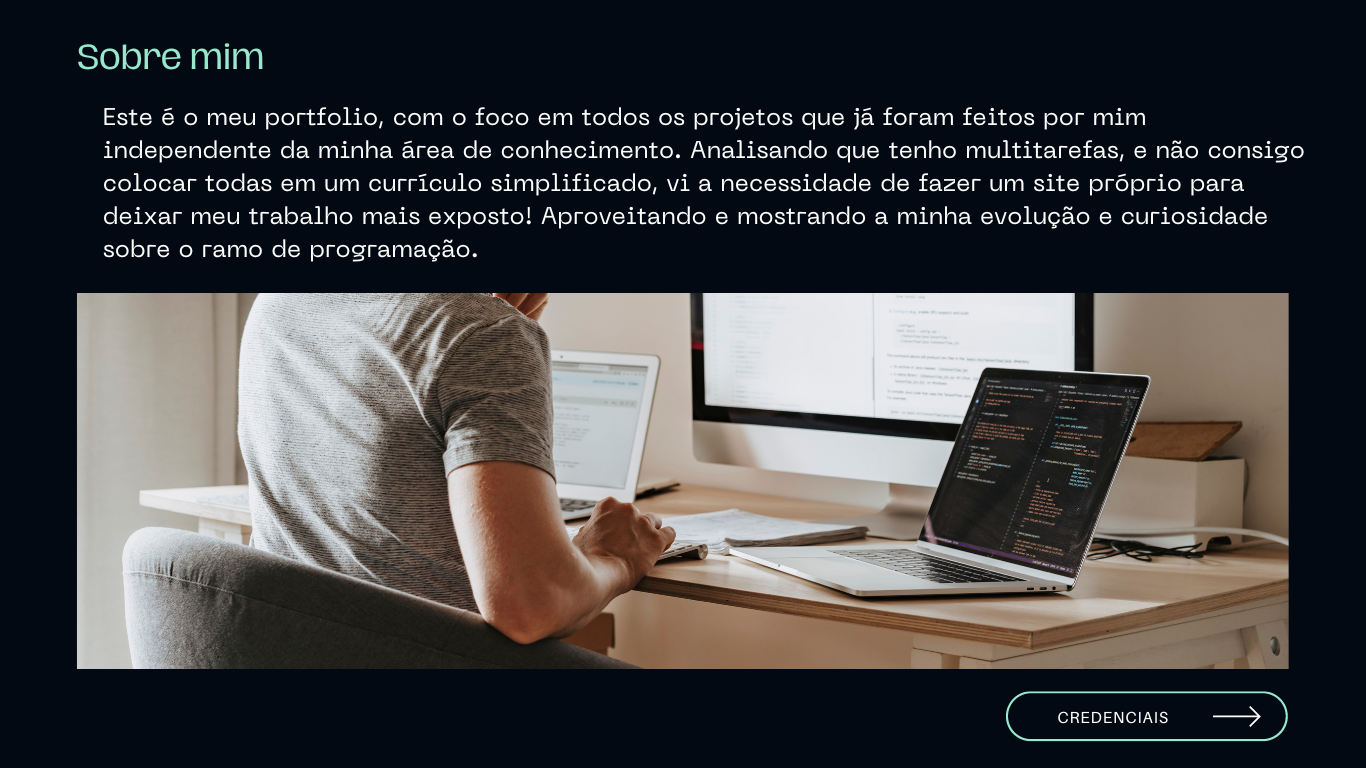 Sobre mim
Este é o meu portfolio, com o foco em todos os projetos que já foram feitos por mim
independente da minha área de conhecimento. Analisando que tenho multitarefas, e não consigo
colocar todas em um currículo simplificado, vi a necessidade de fazer um site próprio para
deixar meu trabalho mais exposto! Aproveitando e mostrando a minha evolução e curiosidade
sobre o ramo de programação.
CREDENCIAIS